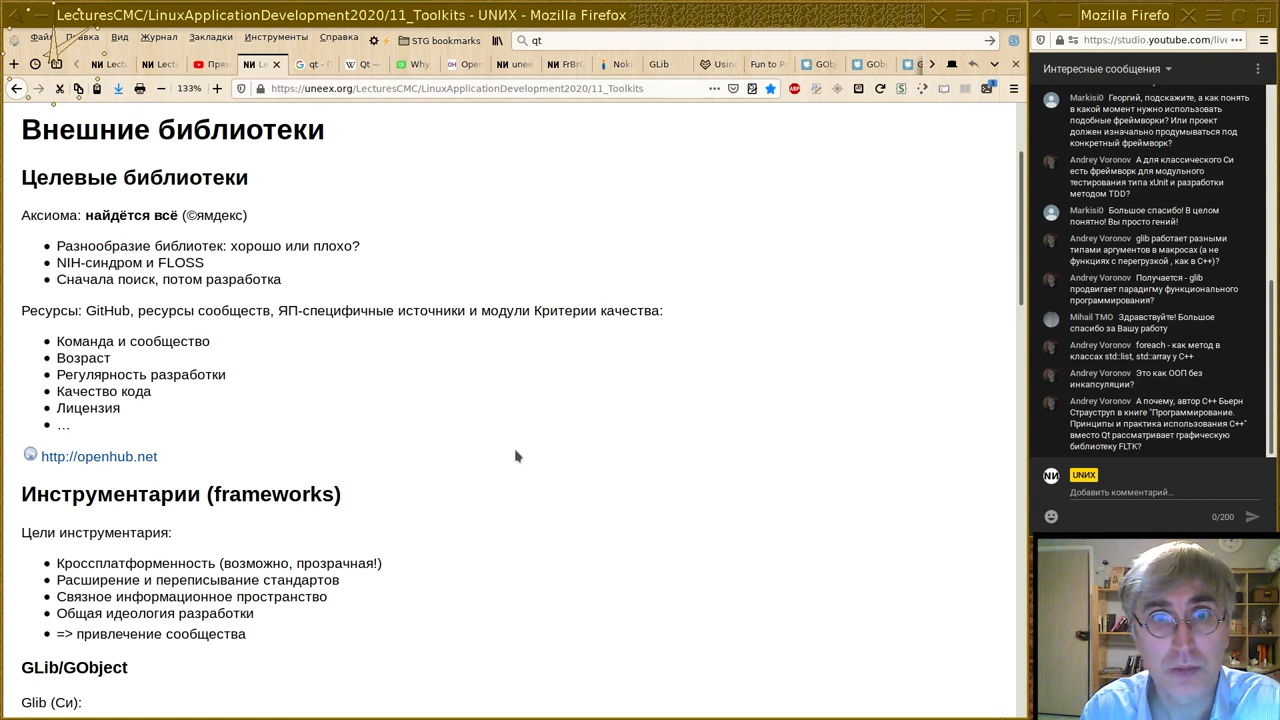 LecturesCMC/LinuxApplicationDevelopment2020/11_Toolkits - UNИX - Mozilla Firefox
Файл Правка Вид Журнал Закладки Инструменты Справка
STG bookmarks
qt
133%
https://uneex.org/LecturesCMC/LinuxApplicationDevelopment2020/11_Toolkits
Внешние библиотеки
Целевые библиотеки
Аксиома: найдётся всё (©ямдекс)
Разнообразие библиотек: хорошо или плохо?
NIH-синдром и FLOSS
Сначала поиск, потом разработка
Ресурсы: GitHub, ресурсы сообществ, ЯП-специфичные источники и модули Критерии качества:
Команда и сообщество
Возраст
Регулярность разработки
Качество кода
Лицензия
…
http://openhub.net
Инструментарии (frameworks)
Цели инструментария:
Кроссплатформенность (возможно, прозрачная!)
Расширение и переписывание стандартов
Связное информационное пространство
Общая идеология разработки
=> привлечение сообщества
GLib/GObject
Glib (Си):
Mozilla Firefo
https://studio.youtube.com/live
Интересные сообщения
Markisi0 Георгий, подскажите, а как понять
в какой момент нужно использовать
подобные фреймворки? Или проект
должен изначально продумываться под
конкретный фреймворк?
Andrey Voronov А для классического Си
есть фреймворк для модульного
тестирования типа xUnit и разработки
методом TDD?
Markisi0 Большое спасибо! В целом
понятно! Вы просто гений!
Andrey Voronov glib работает разными
типами аргументов в макросах (а не
функциях с перегрузкой , как в C++)?
Andrey Voronov Получается - glib
продвигает парадигму функционального
программирования?
Mihail TMO Здравствуйте! Большое
спасибо за Вашу работу
Andrey Voronov foreach - как метод в
классах std::list, std::array у C++
Andrey Voronov Это как ООП без
инкапсуляции?
Andrey Voronov А почему, автор C++ Бьерн
Страуструп в книге "Программирование.
Принципы и практика использования C++"
вместо Qt рассматривает графическую
библиотеку FLTK?
UNИX
Добавить комментарий...
0/200